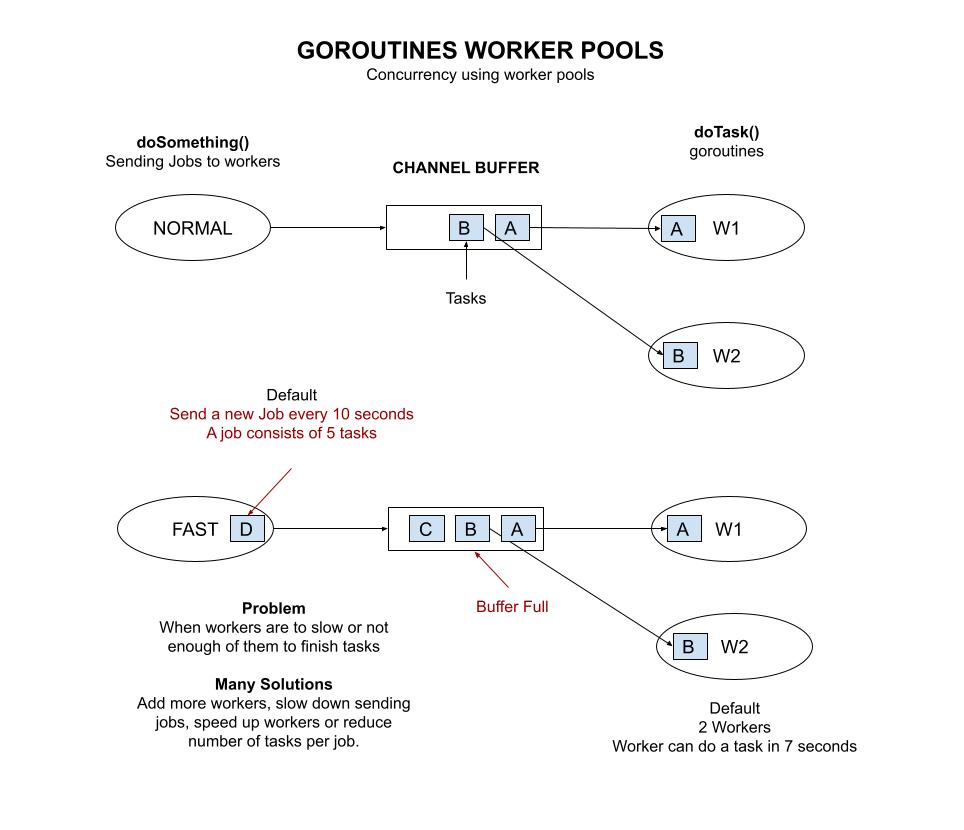 GOROUTINES WORKER POOLS
Concurrency using worker pools
doSomething()
Sending Jobs to workers
CHANNEL BUFFER
doTask()
goroutines
NORMAL
B
A
A
W1
Tasks
B
W2
Default
Send a new Job every 10 seconds
A job consists of 5 tasks
FAST
D
C
B
A
A
W1
Buffer Full
B
W2
Problem
When workers are to slow or not
enough of them to finish tasks
Many Solutions
Add more workers, slow down sending
jobs, speed up workers or reduce
number of tasks per job.
Default
2 Workers
Worker can do a task in 7 seconds